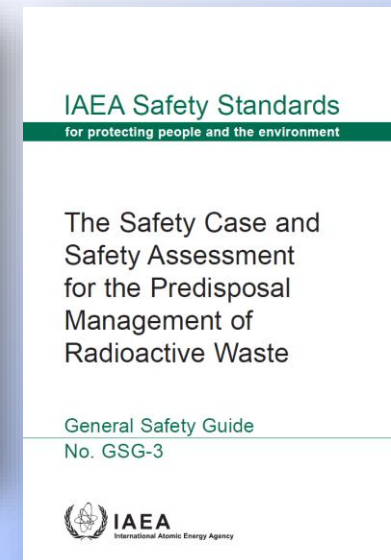 IAEA Safety Standards
for protecting people and the environment
The Safety Case and
Safety Assessment
for the Predisposal
Management of
Radioactive Waste
General Safety Guide
No. GSG-3
IAEA
International Atomic Energy Agency